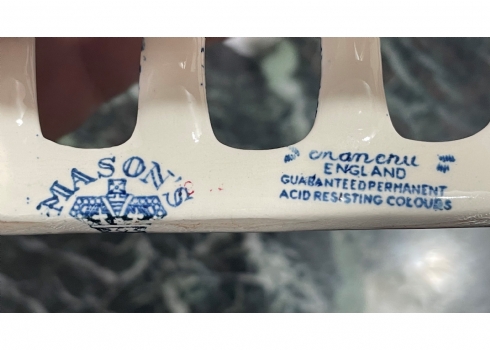 MASON'S
"Manchu"
ENGLAND
GUARANTEED PERMANENT
ACID RESISTING COLOURS